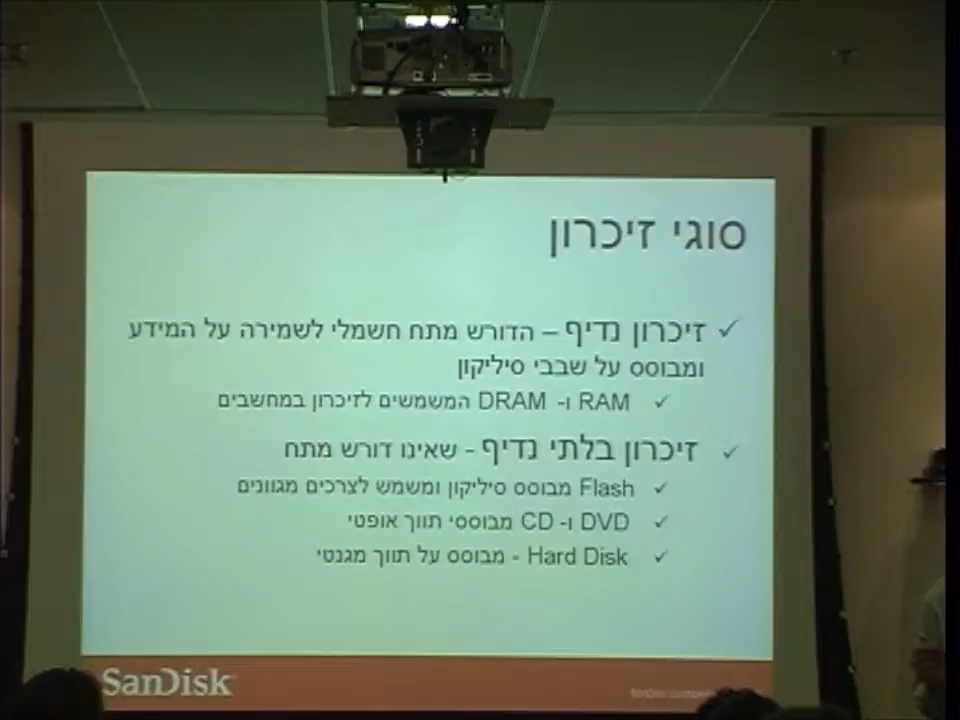 סוגי זיכרון
✓ זיכרון נדיף – הדורש מתח חשמלי לשמירה על המידע
ומבוסס על שבבי סיליקון
✓ RAM ו- DRAM המשמשים לזיכרון במחשבים
✓ זיכרון בלתי נדיף - שאינו דורש מתח
✓ Flash מבוסס סיליקון ומשמש לצרכים מגוונים
✓ DVD ו- CD מבוססי תווך אופטי
✓ Hard Disk - מבוסס על תווך מגנטי
SanDisk